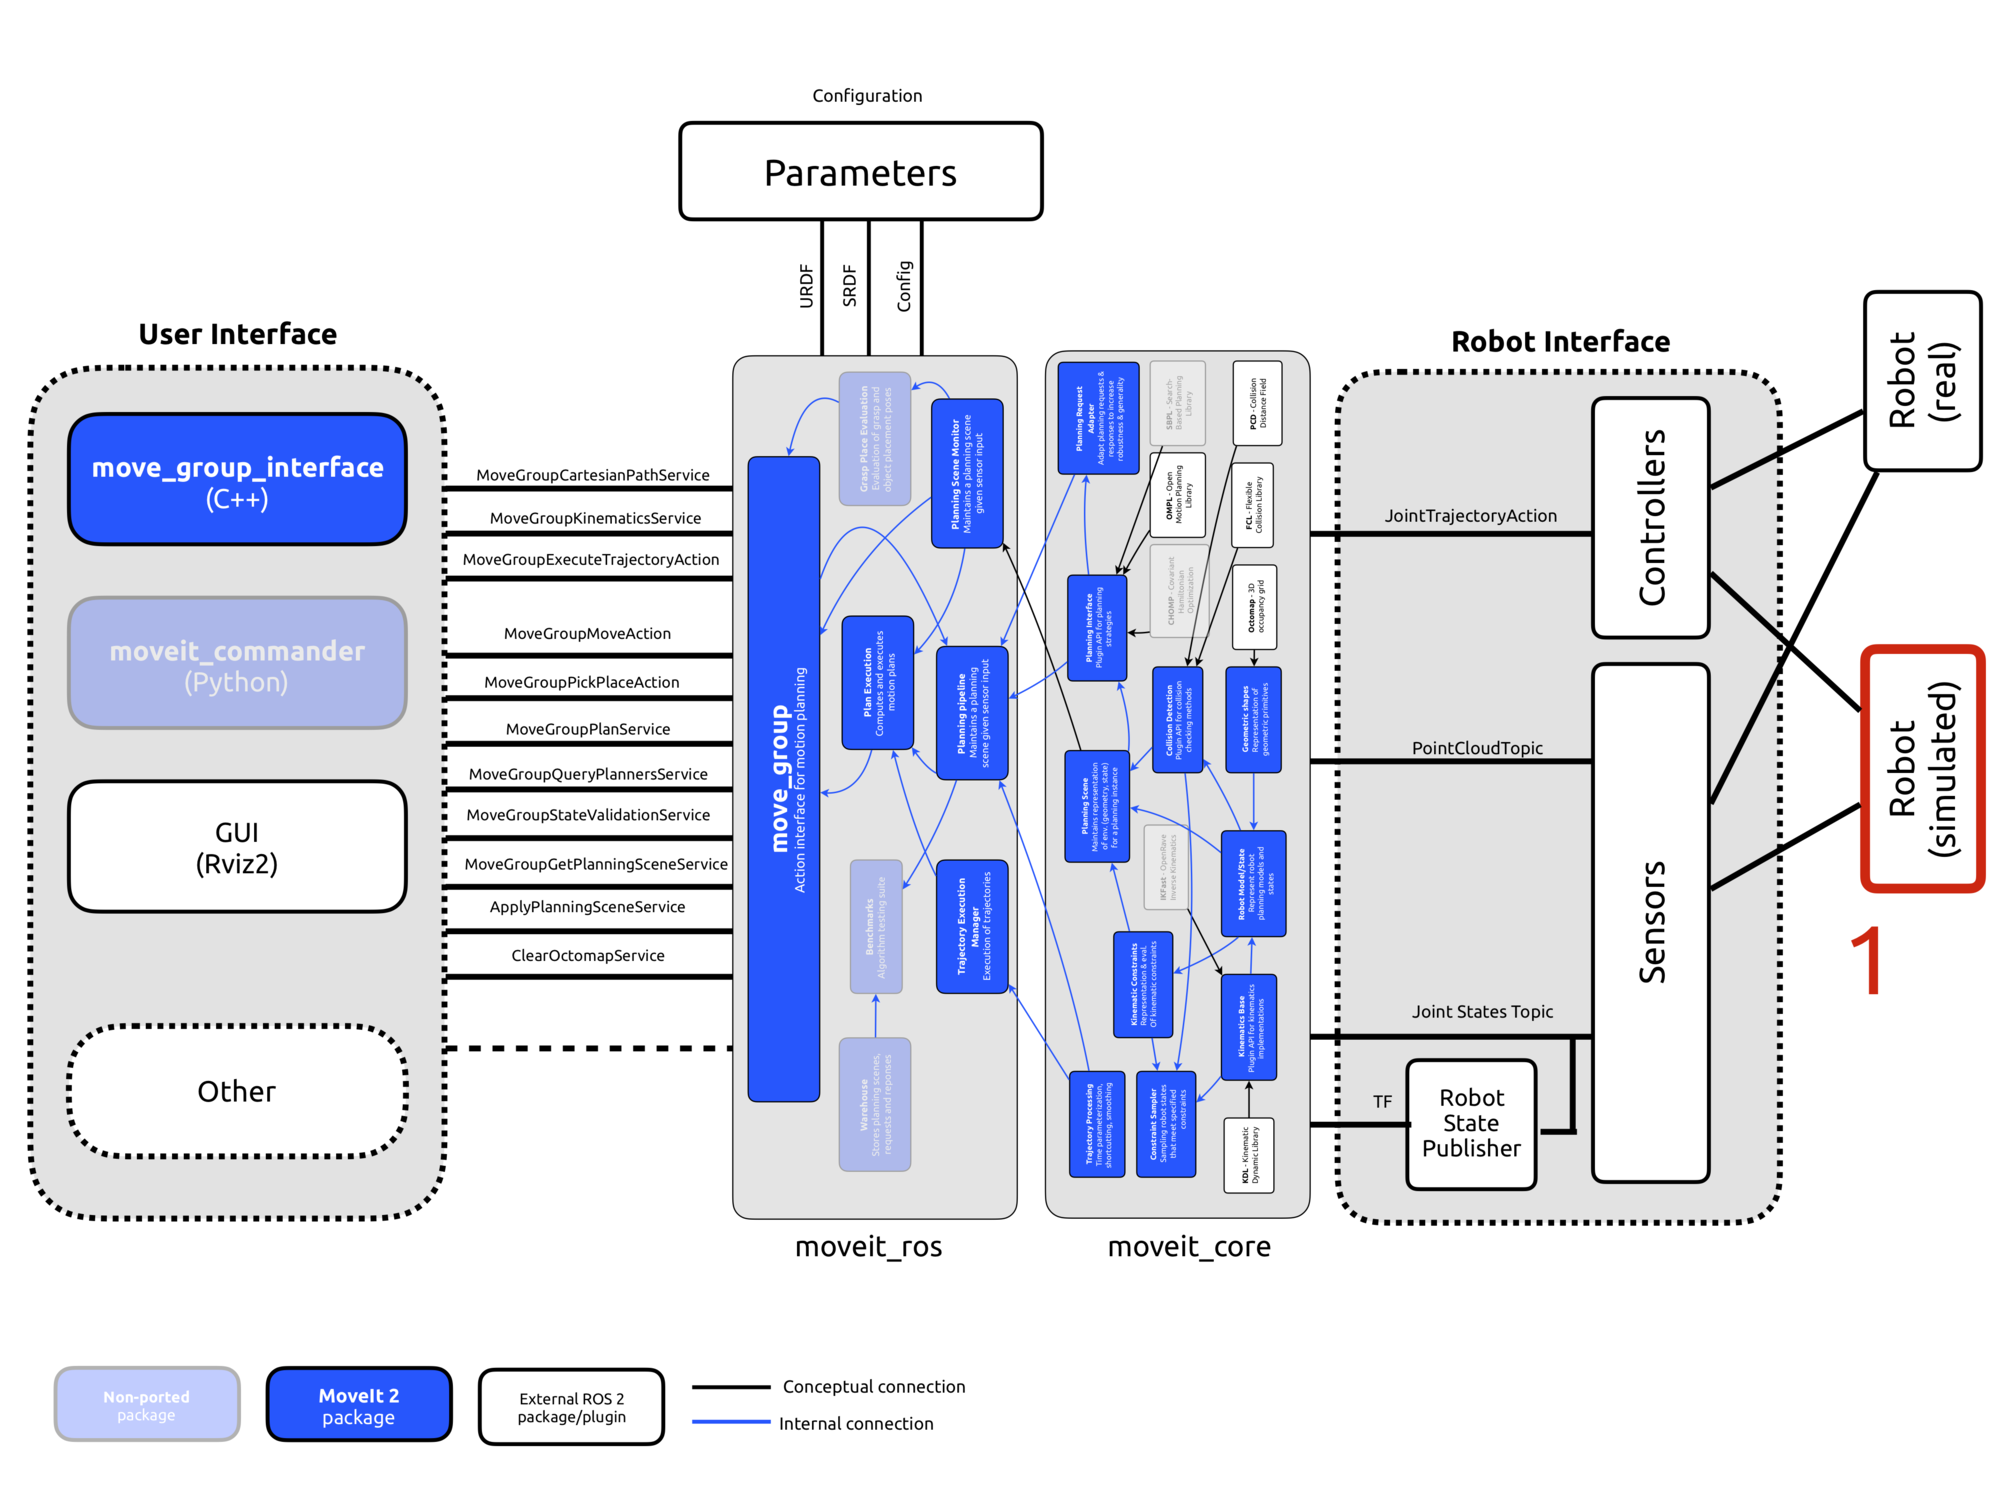 Configuration
Parameters
URDF
SRDF
Config
User Interface
move_group_interface
(C++)
moveit_commander
(Python)
GUI
(Rviz2)
Other
MoveGroupCartesianPathService
MoveGroupKinematicsService
MoveGroupExecuteTrajectoryAction
MoveGroupMoveAction
MoveGroupPickPlaceAction
MoveGroupPlanService
MoveGroupQueryPlannersService
MoveGroupStateValidationService
MoveGroupGetPlanningSceneService
ApplyPlanningSceneService
ClearOctomapService
move_group
Action interface for motion planning
Grasp Place Evaluation
Evaluation of grasp and
object placement poses
Planning Scene Monitor
Maintains a planning scene
given sensor input
Plan Execution
Computes and executes
motion plans
Planning pipeline
Maintains a planning
scene given sensor input
Benchmarks
Algorithm testing suite
Trajectory Execution
Manager
Execution of trajectories
Warehouse
Stores planning scenes,
requests and reponses
moveit_ros
Planning Request
Adapter
Adapt planning requests &
responses to increase
robustness & generality
SBPL - Search-
Based Planning
Library
PCD - Collision
Distance Field
OMPL - Open
Motion Planning
Library
FCL - Flexible
Collision Library
CHOMP - Covariant
Hamiltonian
Optimization
Octomap - 3D
occupancy grid
Planning Interface
Plugin API for planning
strategies
Collision Detection
Plugin API for collision
checking methods
Geometric shapes
Representation of
geometric primitives
Planning Scene
Maintains representation
of env. (geometry, state)
for a planning instance
IKFast - OpenRave
Inverse Kinematics
Robot Model/State
Represent robot
planning models and
states
Kinematic Constraints
Representation & eval.
Of kinematic constraints
Kinematics Base
Plugin API for kinematics
implementations
Trajectory Processing
Time parameterization,
shortcutting, smoothing
Constraint Sampler
Sampling robot states
that meet specified
constraints
KDL - Kinematic
Dynamic Library
moveit_core
Robot Interface
JointTrajectoryAction
PointCloudTopic
Joint States Topic
TF
Robot
State
Publisher
Controllers
Sensors
Robot
(real)
Robot
(simulated)
1
Non-ported
package
MoveIt 2
package
External ROS 2
package/plugin
Conceptual connection
Internal connection